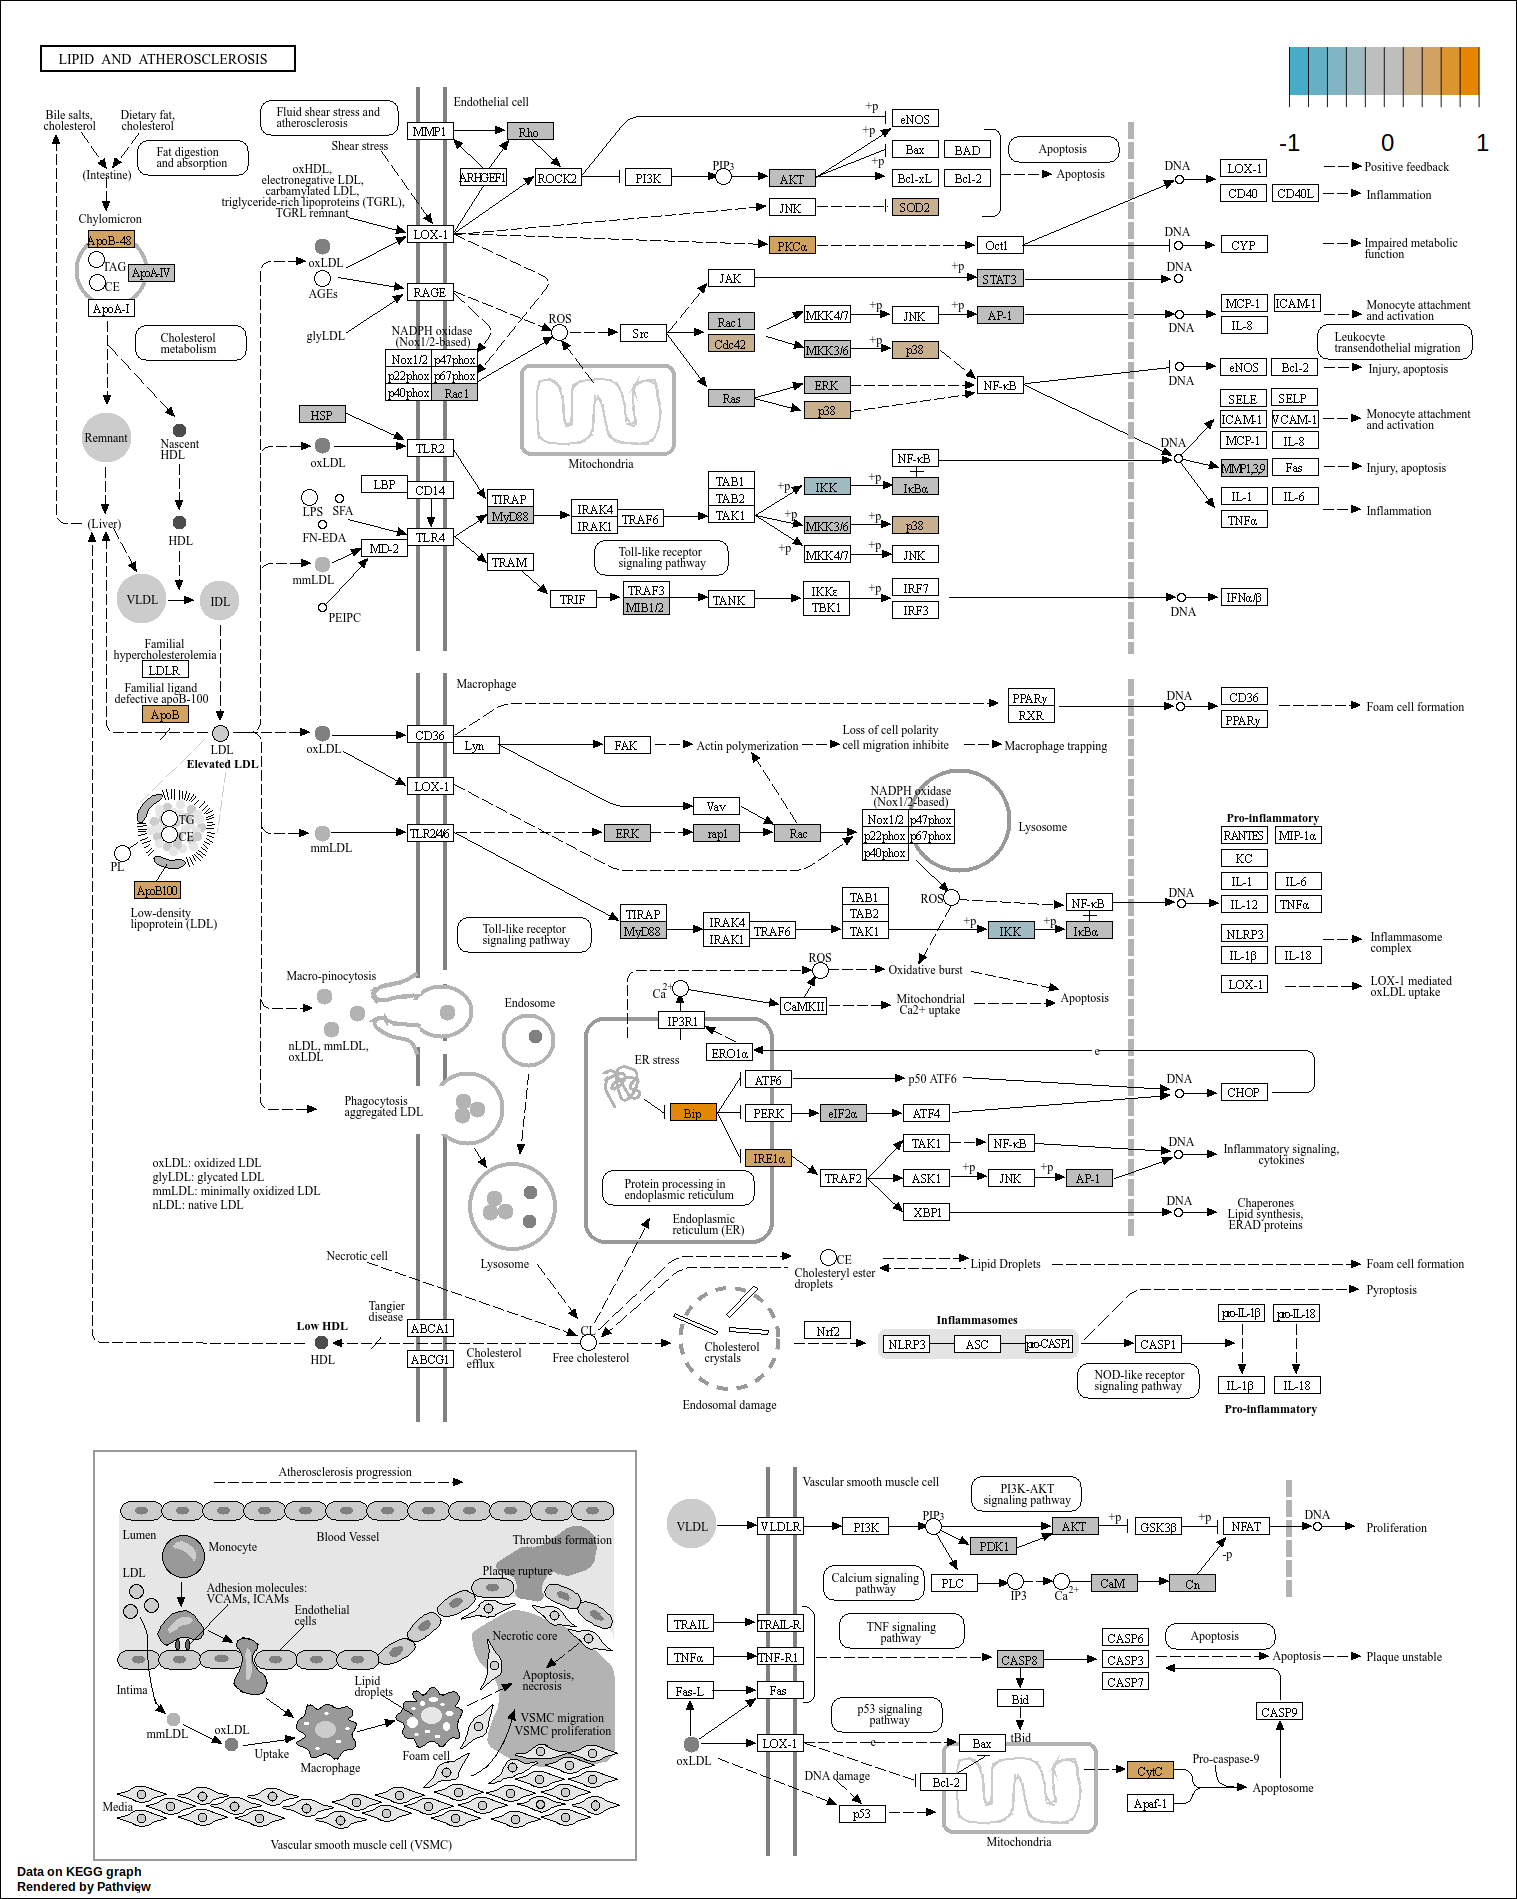 LIPID AND ATHEROSCLEROSIS
-1
0
1
Bile salts,
cholesterol
Dietary fat,
cholesterol
Fat digestion
and absorption
(Intestine)
Chylomicron
ApoB-48
TAG
CE
ApoA-IV
ApoA-I
Cholesterol
metabolism
Remnant
Nascent
HDL
(Liver)
HDL
VLDL
IDL
Familial
hypercholesterolemia
LDLR
Familial ligand
defective apoB-100
ApoB
LDL
Elevated LDL
TG
CE
PL
ApoB100
Low-density
lipoprotein (LDL)
Fluid shear stress and
atherosclerosis
Shear stress
oxHDL,
electronegative LDL,
carbamylated LDL,
triglyceride-rich lipoproteins (TGRL),
TGRL remnant
oxLDL
AGEs
glyLDL
HSP
oxLDL
LBP
LPS
SFA
FN-EDA
MD-2
mmLDL
PEIPC
Endothelial cell
MMP1
Rho
ARHGEF1
ROCK2
PI3K
PIP3
AKT
+p
+p
+p
eNOS
Bax
BAD
Bcl-xL
Bcl-2
Apoptosis
Apoptosis
LOX-1
JNK
SOD2
PKCα
Oct1
RAGE
NADPH oxidase
(Nox1/2-based)
Nox1/2
p47phox
p22phox
p67phox
p40phox
Rac1
ROS
Src
Mitochondria
JAK
+p
STAT3
Rac1
Cdc42
MKK4/7
+p
JNK
+p
AP-1
MKK3/6
+p
p38
Ras
ERK
p38
NF-κB
TLR2
CD14
TLR4
TIRAP
MyD88
TRAM
IRAK4
IRAK1
TRAF6
TAB1
TAB2
TAK1
Toll-like receptor
signaling pathway
+p
IKK
+p
NF-κB
IκBα
+p
MKK3/6
+p
p38
+p
MKK4/7
+p
JNK
TRIF
TRAF3
MIB1/2
TANK
IKKε
TBK1
+p
IRF7
IRF3
DNA
LOX-1
Positive feedback
CD40
CD40L
Inflammation
DNA
CYP
Impaired metabolic
function
DNA
MCP-1
ICAM-1
IL-8
Monocyte attachment
and activation
DNA
Leukocyte
transendothelial migration
eNOS
Bcl-2
Injury, apoptosis
DNA
SELE
SELP
ICAM-1
VCAM-1
Monocyte attachment
and activation
MCP-1
IL-8
DNA
MMP1,3,9
Fas
Injury, apoptosis
IL-1
IL-6
Inflammation
TNFα
IFNα/β
DNA
Macrophage
oxLDL
CD36
Lyn
PPARγ
RXR
DNA
CD36
PPARγ
Foam cell formation
FAK
Actin polymerization
Loss of cell polarity
cell migration inhibite
Macrophage trapping
LOX-1
Vav
mmLDL
TLR2/4/6
ERK
rap1
Rac
NADPH oxidase
(Nox1/2-based)
Nox1/2
p47phox
p22phox
p67phox
p40phox
Lysosome
ROS
Toll-like receptor
signaling pathway
TIRAP
MyD88
IRAK4
IRAK1
TRAF6
TAB1
TAB2
TAK1
+p
IKK
+p
NF-κB
IκBα
DNA
Pro-inflammatory
RANTES
MIP-1α
KC
IL-1
IL-6
IL-12
TNFα
NLRP3
Inflammasome
complex
IL-1β
IL-18
LOX-1
LOX-1 mediated
oxLDL uptake
Macro-pinocytosis
nLDL, mmLDL,
oxLDL
Endosome
Phagocytosis
aggregated LDL
Lysosome
ROS
Oxidative burst
Ca2+
CaMKII
Mitochondrial
Ca2+ uptake
Apoptosis
IP3R1
ERO1α
ER stress
e
ATF6
p50 ATF6
DNA
CHOP
Bip
PERK
eIF2α
ATF4
IRE1α
TRAF2
TAK1
NF-κB
DNA
Inflammatory signaling,
cytokines
ASK1
+p
JNK
+p
AP-1
XBP1
DNA
Chaperones
Lipid synthesis,
ERAD proteins
Protein processing in
endoplasmic reticulum
Endoplasmic
reticulum (ER)
oxLDL: oxidized LDL
glyLDL: glycated LDL
mmLDL: minimally oxidized LDL
nLDL: native LDL
Necrotic cell
Tangier
disease
Low HDL
HDL
ABCA1
ABCG1
Cholesterol
efflux
CL
Free cholesterol
CE
Cholesteryl ester
droplets
Lipid Droplets
Foam cell formation
Cholesterol
crystals
Endosomal damage
Nrf2
Inflammasomes
NLRP3
ASC
pro-CASP1
CASP1
Pyroptosis
pro-IL-1β
pro-IL-18
IL-1β
IL-18
Pro-inflammatory
NOD-like receptor
signaling pathway
Atherosclerosis progression
Lumen
Blood Vessel
Monocyte
Thrombus formation
LDL
Plaque rupture
Adhesion molecules:
VCAMs, ICAMs
Endothelial
cells
Necrotic core
Intima
Lipid
droplets
Apoptosis,
necrosis
VSMC migration
VSMC proliferation
mmLDL
oxLDL
Uptake
Macrophage
Foam cell
Media
Vascular smooth muscle cell (VSMC)
Vascular smooth muscle cell
PI3K-AKT
signaling pathway
VLDL
VLDLR
PI3K
PIP3
PDK1
AKT
+p
GSK3β
+p
NFAT
DNA
Proliferation
-p
Calcium signaling
pathway
PLC
IP3
Ca2+
CaM
Cn
TRAIL
TRAIL-R
TNF signaling
pathway
TNFα
TNF-R1
CASP8
CASP6
CASP3
CASP7
Apoptosis
Apoptosis
Plaque unstable
Fas-L
Fas
Bid
tBid
p53 signaling
pathway
CASP9
oxLDL
LOX-1
e
Bax
Bcl-2
DNA damage
p53
Mitochondria
CytC
Apaf-1
Pro-caspase-9
Apoptosome
Data on KEGG graph
Rendered by Pathview